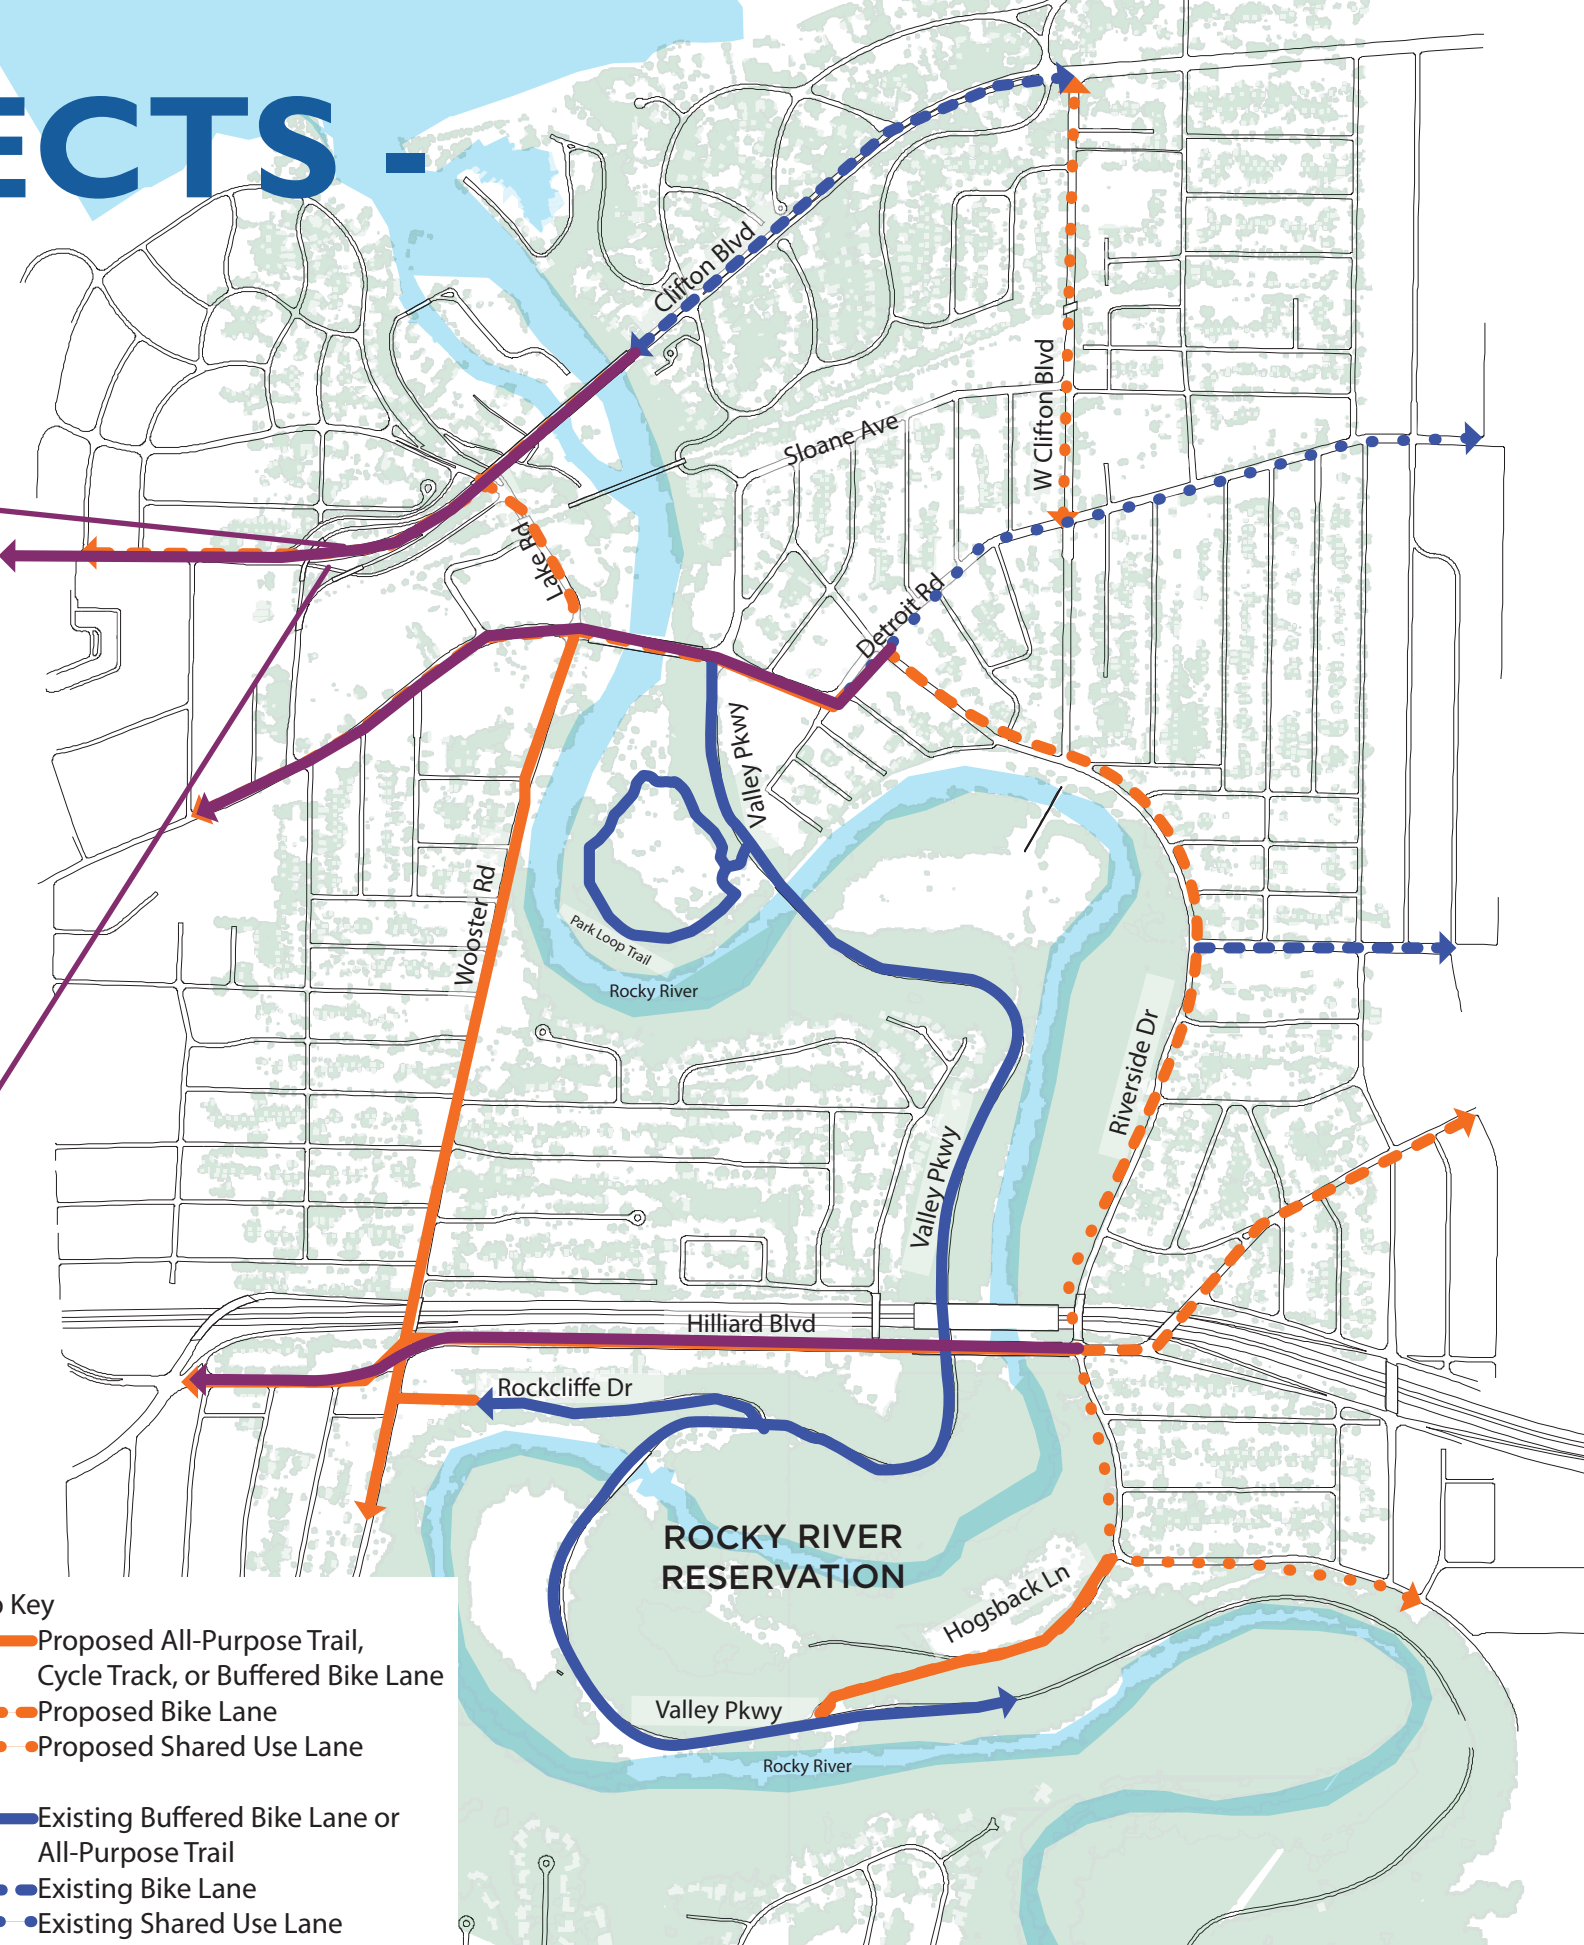 ECTS -
Clifton Blvd
W Clifton Blvd
Sloane Ave
Lake Rd
Detroit Rd
Valley Pkwy
Wooster Rd
Park Loop Trail
Rocky River
Riverside Dr
Valley Pkwy
Hilliard Blvd
Rockcliffe Dr
ROCKY RIVER
RESERVATION
Hogsback Ln
Valley Pkwy
Rocky River
Key
Proposed All-Purpose Trail,
Cycle Track, or Buffered Bike Lane
Proposed Bike Lane
Proposed Shared Use Lane
Existing Buffered Bike Lane or
All-Purpose Trail
Existing Bike Lane
Existing Shared Use Lane